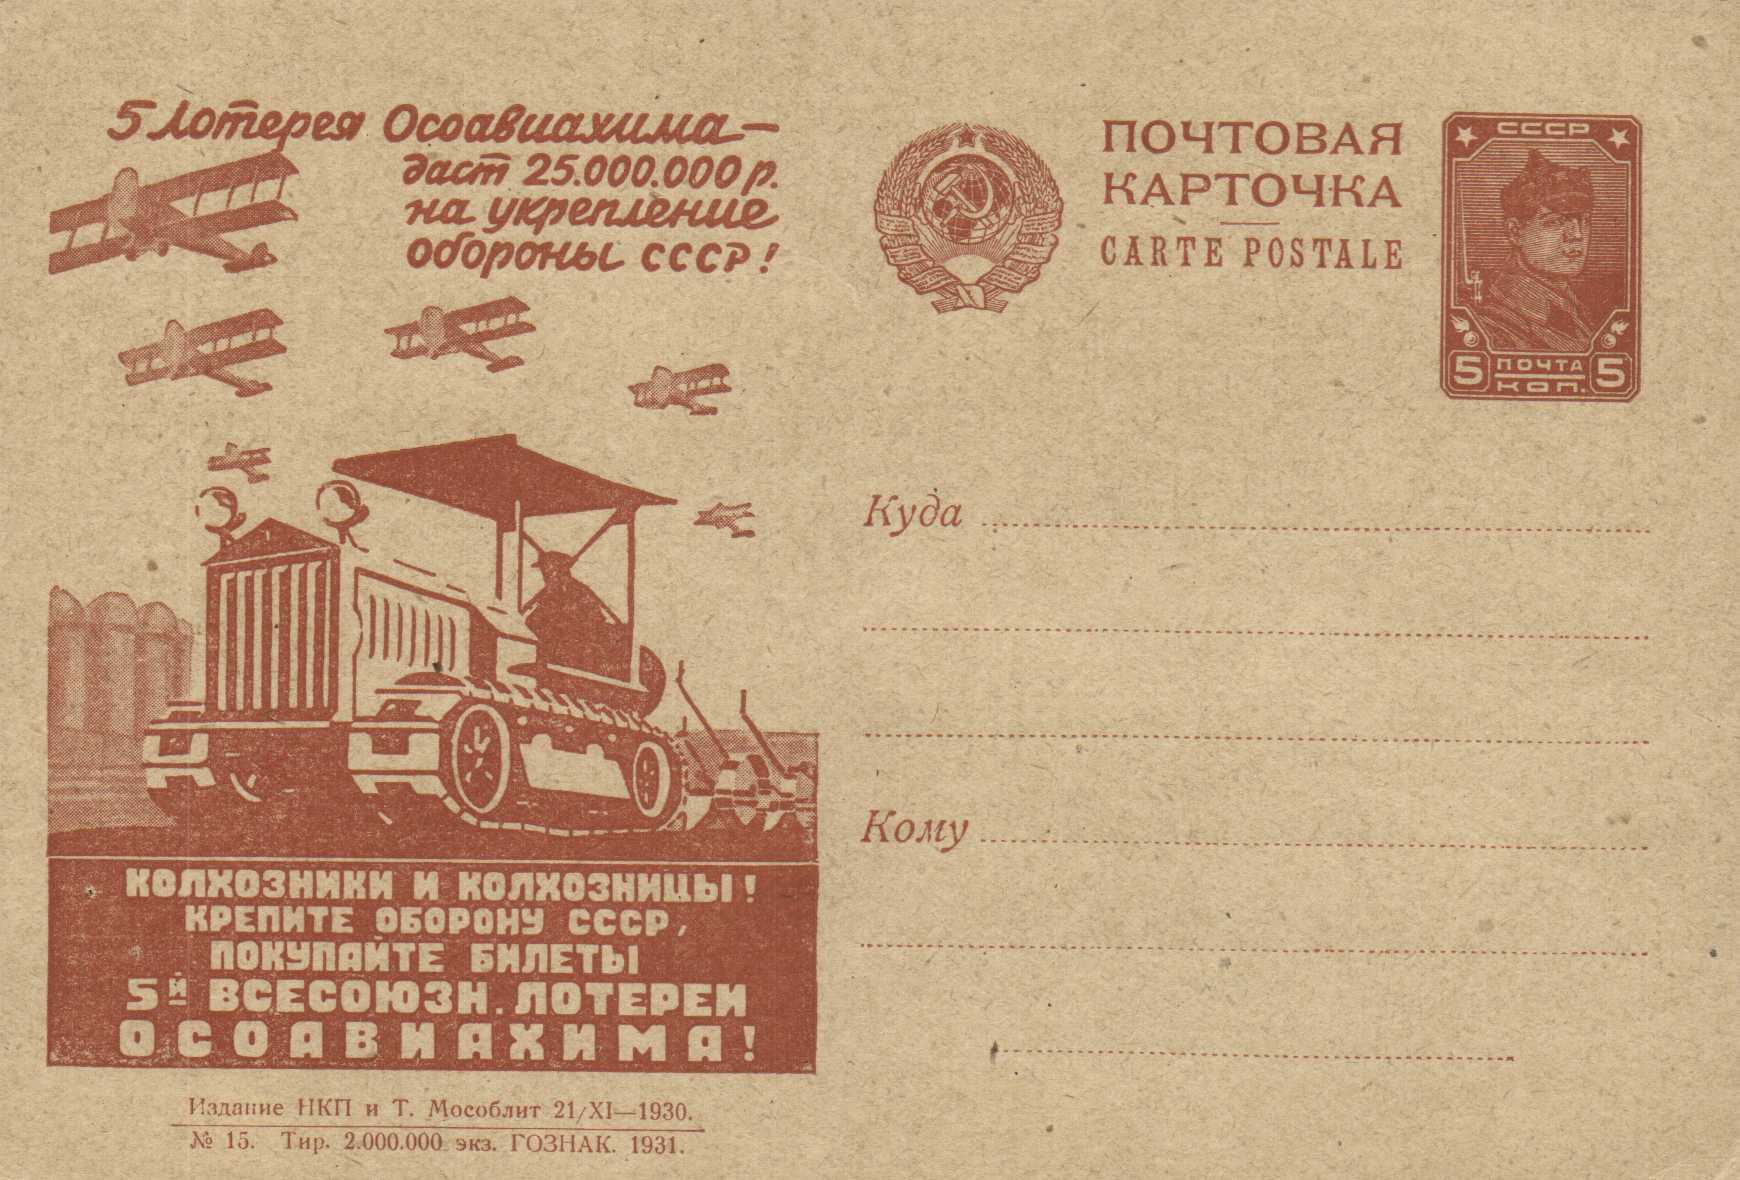 5 Лотерея Осоавиахима—
даст 25.000.000 р.
на укрепление
обороны СССР!
КОЛХОЗНИКИ И КОЛХОЗНИЦЫ!
КРЕПИТЕ ОБОРОНУ СССР,
ПОКУПАЙТЕ БИЛЕТЫ
5й ВСЕСОЮЗН. ЛОТЕРЕИ
ОСОАВИАХИМА!
Издание НКП и Т. Мособлит 21/XI—1930.
№ 15. Тир. 2.000.000 экз. ГОЗНАК. 1931.
ПОЧТОВАЯ
КАРТОЧКА
CARTE POSTALE
СССР
5 ПОЧТА 5
КОП.
Куда
Кому